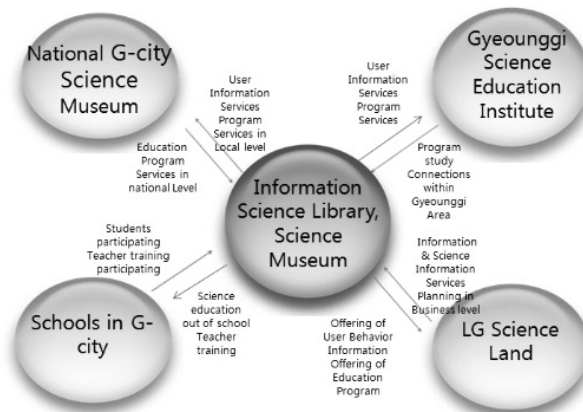 National G-city
Science
Museum
Gyeounggi
Science
Education
Institute
User
Information
Services
Program
Services in
Local level
User
Information
Services
Program
Services
Education
Program
Services in
national Level
Program
study
Connections
within
Gyeounggi
Area
Information
Science Library,
Science
Museum
Students
participating
Teacher training
participating
Information
& Science
Information
Services
Planning in
Business level
Schools in G-
city
Science
education
out of school
Teacher
training
Offering of
User Behavior
Information
Offering of
Education
Program
LG Science
Land